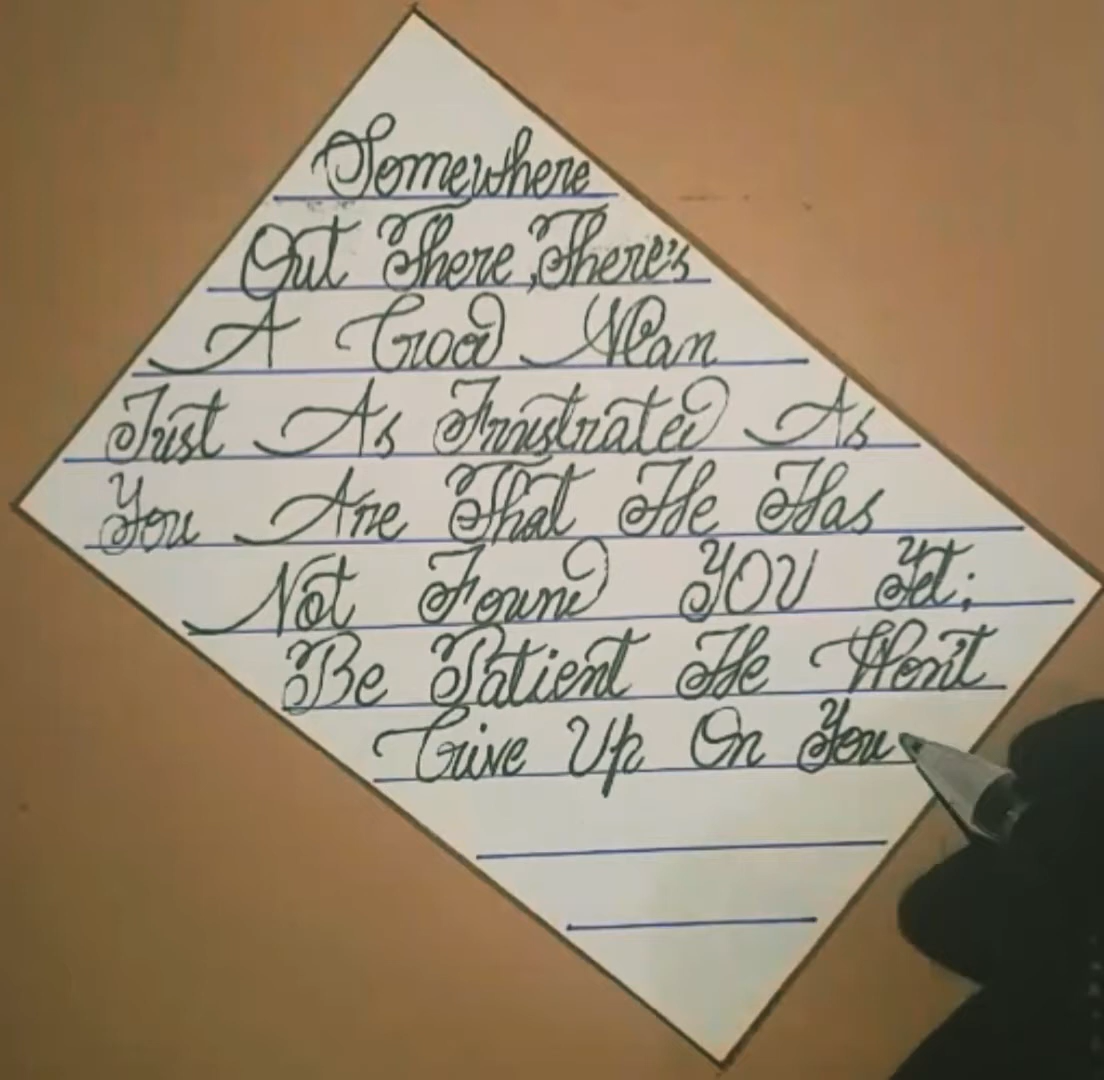 Somewhere
Out There, There's
A Good Man
Just As Frustrated As
You Are That He Has
Not Found YOU Yet;
Be Patient He Won't
Give Up On You